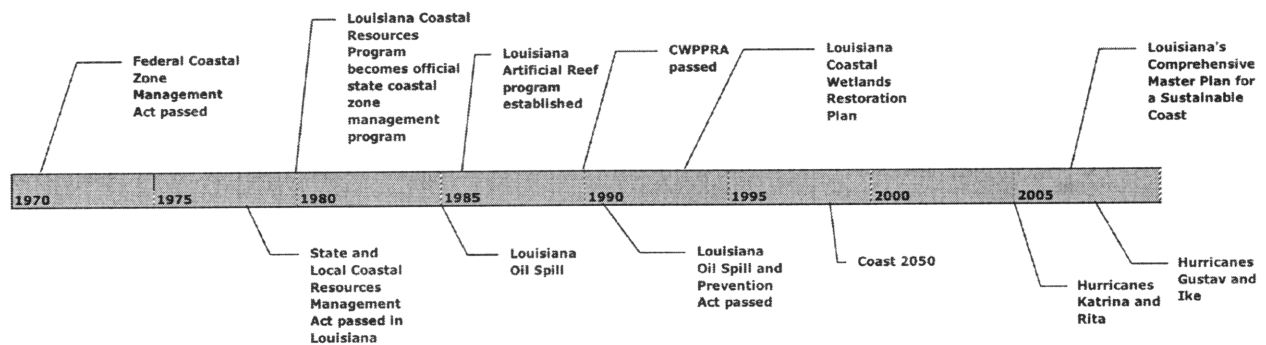 Federal Coastal
Zone
Management
Act passed
Louisiana Coastal
Resources
Program
becomes official
state coastal
zone
management
program
Louisiana
Artificial Reef
program
established
CWPPRA
passed
Louisiana
Coastal
Wetlands
Restoration
Plan
Louisiana's
Comprehensive
Master Plan for
a Sustainable
Coast
1970
1975
1980
1985
1990
1995
2000
2005
State and
Local Coastal
Resources
Management
Act passed in
Louisiana
Louisiana
Oil Spill
Louisiana
Oil Spill and
Prevention
Act passed
Coast 2050
Hurricanes
Katrina and
Rita
Hurricanes
Gustav and
Ike